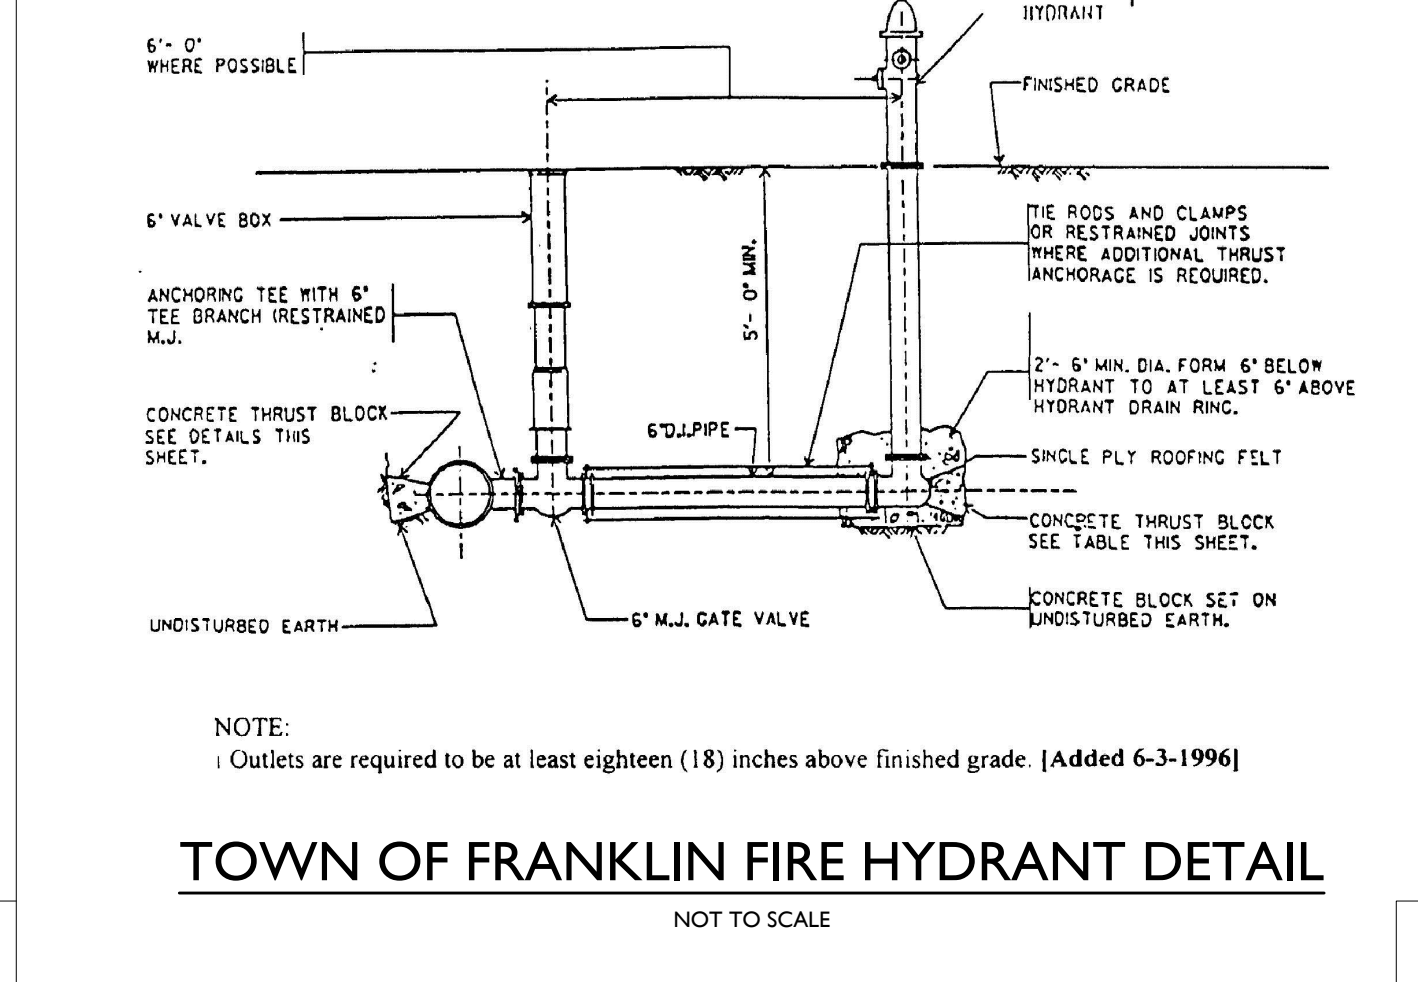 HYDRANT
6'- 0"
WHERE POSSIBLE
FINISHED GRADE
6" VALVE BOX
TIE RODS AND CLAMPS
OR RESTRAINED JOINTS
WHERE ADDITIONAL THRUST
ANCHORAGE IS REQUIRED.
5'- 0" MIN.
ANCHORING TEE WITH 6"
TEE BRANCH (RESTRAINED
M.J.
2'- 6" MIN. DIA. FORM 6" BELOW
HYDRANT TO AT LEAST 6" ABOVE
HYDRANT DRAIN RING.
CONCRETE THRUST BLOCK
SEE DETAILS THIS
SHEET.
6"D.I.PIPE
SINGLE PLY ROOFING FELT
CONCRETE THRUST BLOCK
SEE TABLE THIS SHEET.
UNDISTURBED EARTH
6" M.J. GATE VALVE
CONCRETE BLOCK SET ON
UNDISTURBED EARTH.
NOTE:
Outlets are required to be at least eighteen (18) inches above finished grade. [Added 6-3-1996]
TOWN OF FRANKLIN FIRE HYDRANT DETAIL
NOT TO SCALE